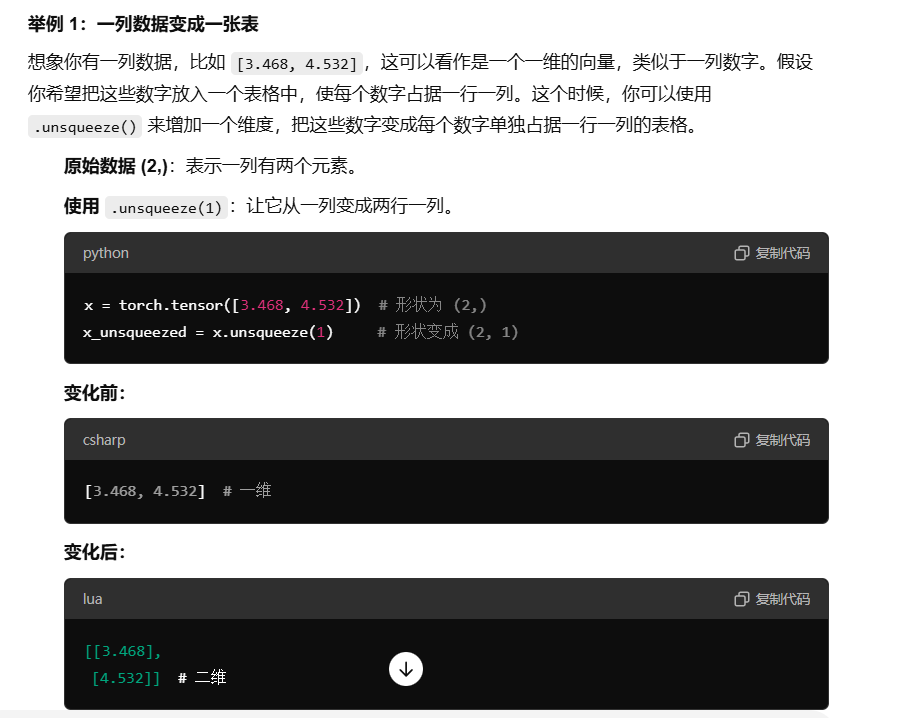 举例 1：一列数据变成一张表
想象你有一列数据，比如 [3.468, 4.532]，这可以看作是一个一维的向量，类似于一列数字。假设
你希望把这些数字放入一个表格中，使每个数字占据一行一列。这个时候，你可以使用
.unsqueeze() 来增加一个维度，把这些数字变成每个数字单独占据一行一列的表格。
原始数据 (2,)：表示一列有两个元素。
使用 .unsqueeze(1)：让它从一列变成两行一列。
python 复制代码
x = torch.tensor([3.468, 4.532])  # 形状为 (2,)
x_unsqueezed = x.unsqueeze(1)     # 形状变成 (2, 1)
变化前：
csharp 复制代码
[3.468, 4.532]  # 一维
变化后：
lua 复制代码
[[3.468],
 [4.532]]  # 二维